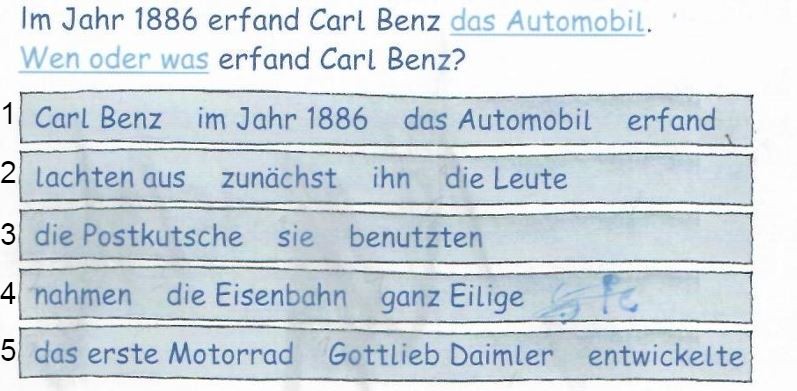 Im Jahr 1886 erfand Carl Benz das Automobil.
Wen oder was erfand Carl Benz?
1 Carl Benz im Jahr 1886 das Automobil erfand
2 lachten aus zunächst ihn die Leute
3 die Postkutsche sie benutzten
4 nahmen die Eisenbahn ganz Eilige
5 das erste Motorrad Gottlieb Daimler entwickelte